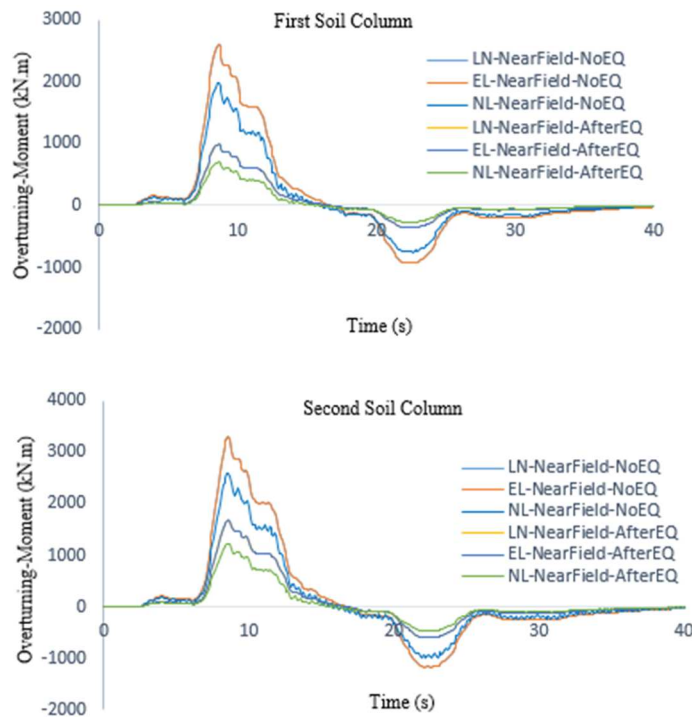 First Soil Column
3000
2000
1000
0
-1000
-2000
Overturning-Moment (kN.m)
LN-NearField-NoEQ
EL-NearField-NoEQ
NL-NearField-NoEQ
LN-NearField-AfterEQ
EL-NearField-AfterEQ
NL-NearField-AfterEQ
0 10 20 30 40
Time (s)
Second Soil Column
4000
3000
2000
1000
0
-1000
-2000
Overturning-Moment (kN.m)
LN-NearField-NoEQ
EL-NearField-NoEQ
NL-NearField-NoEQ
LN-NearField-AfterEQ
EL-NearField-AfterEQ
NL-NearField-AfterEQ
0 10 20 30 40
Time (s)